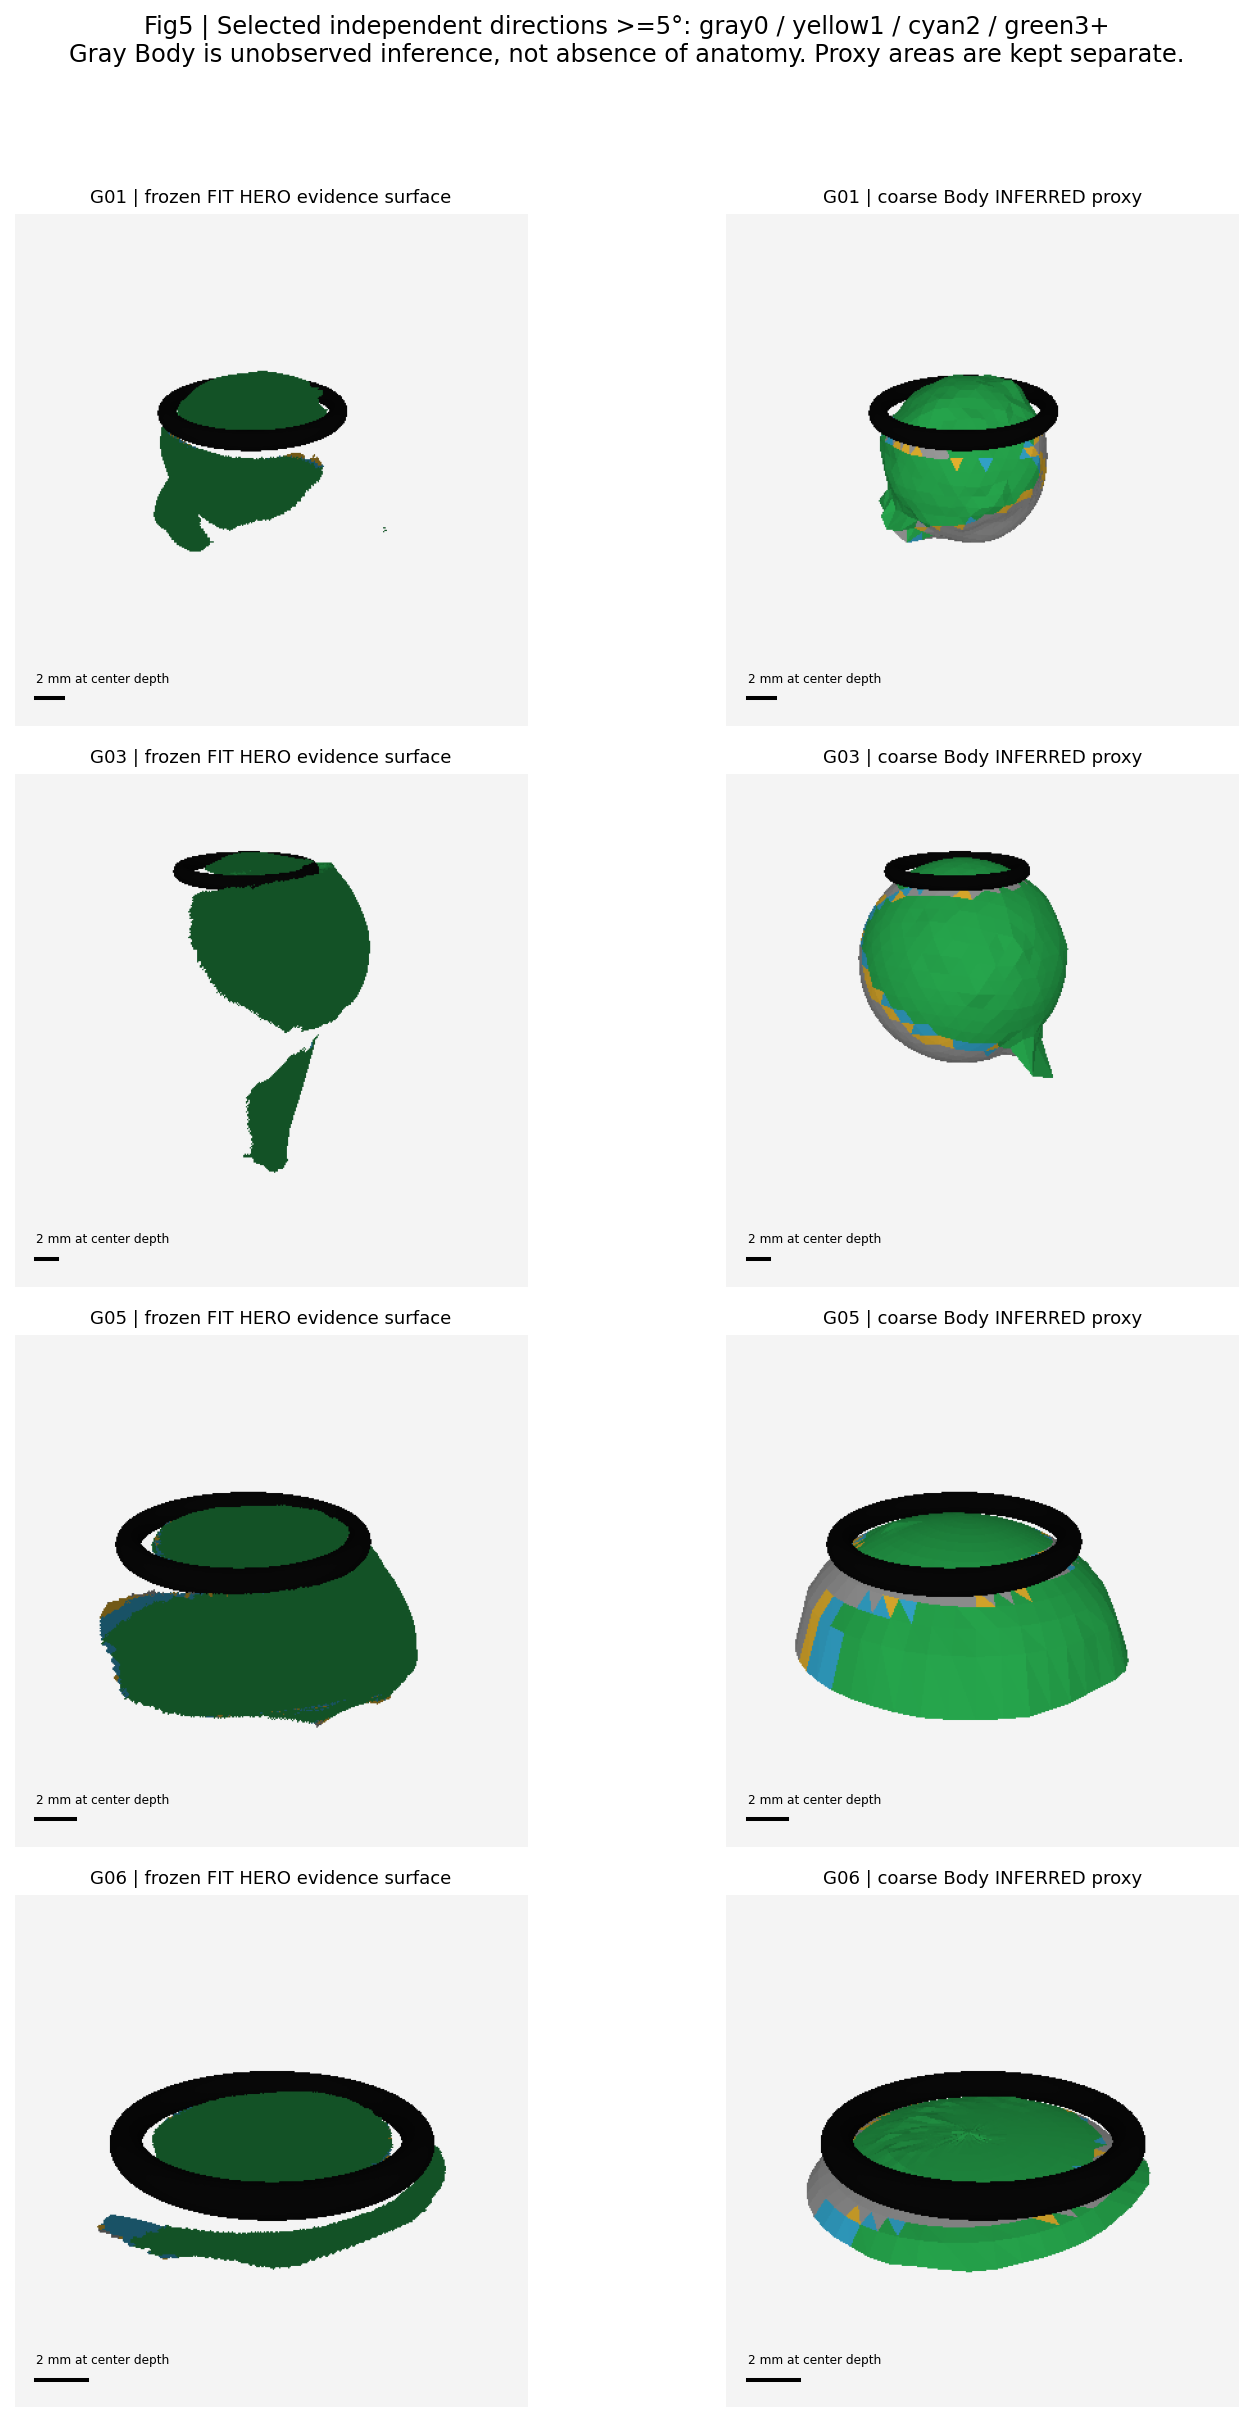 Fig5 | Selected independent directions >=5°: gray0 / yellow1 / cyan2 / green3+
Gray Body is unobserved inference, not absence of anatomy. Proxy areas are kept separate.
G01 | frozen FIT HERO evidence surface
G01 | coarse Body INFERRED proxy
2 mm at center depth
2 mm at center depth
G03 | frozen FIT HERO evidence surface
G03 | coarse Body INFERRED proxy
2 mm at center depth
2 mm at center depth
G05 | frozen FIT HERO evidence surface
G05 | coarse Body INFERRED proxy
2 mm at center depth
2 mm at center depth
G06 | frozen FIT HERO evidence surface
G06 | coarse Body INFERRED proxy
2 mm at center depth
2 mm at center depth